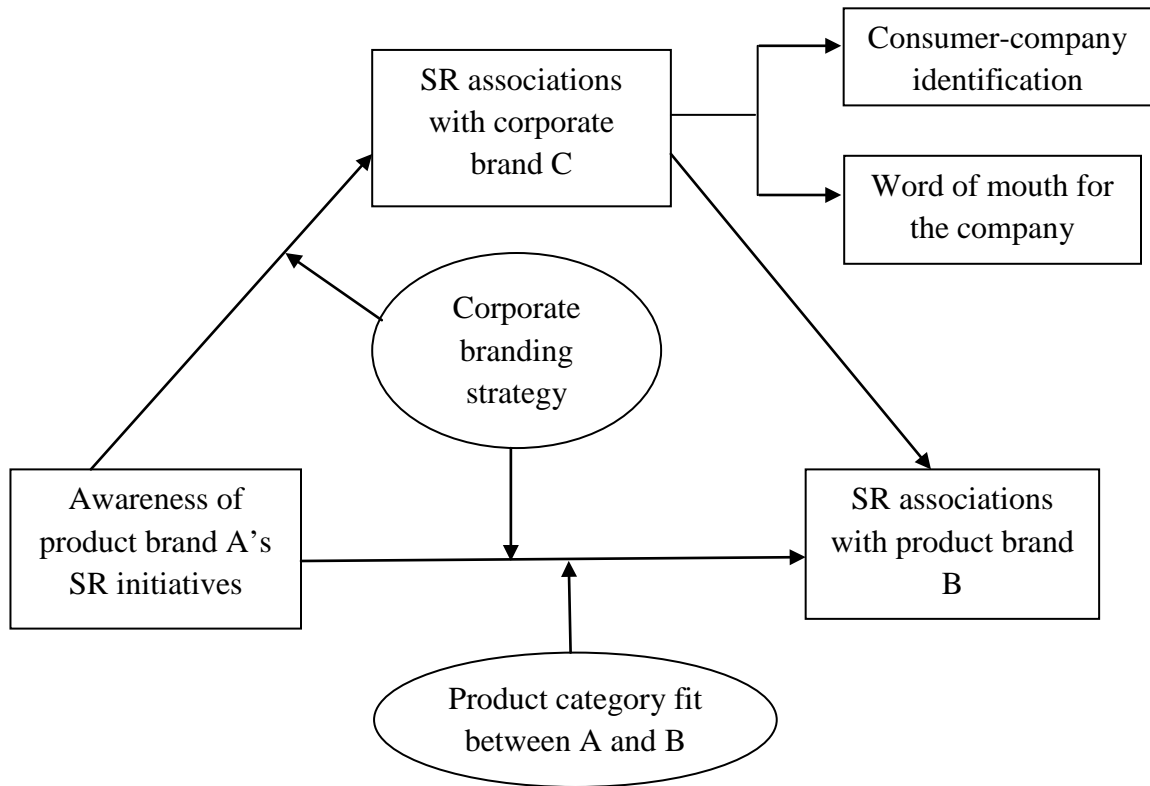 Consumer-company
identification
SR associations
with corporate
brand C
Word of mouth for
the company
Corporate
branding
strategy
Awareness of
product brand A’s
SR initiatives
SR associations
with product brand
B
Product category fit
between A and B